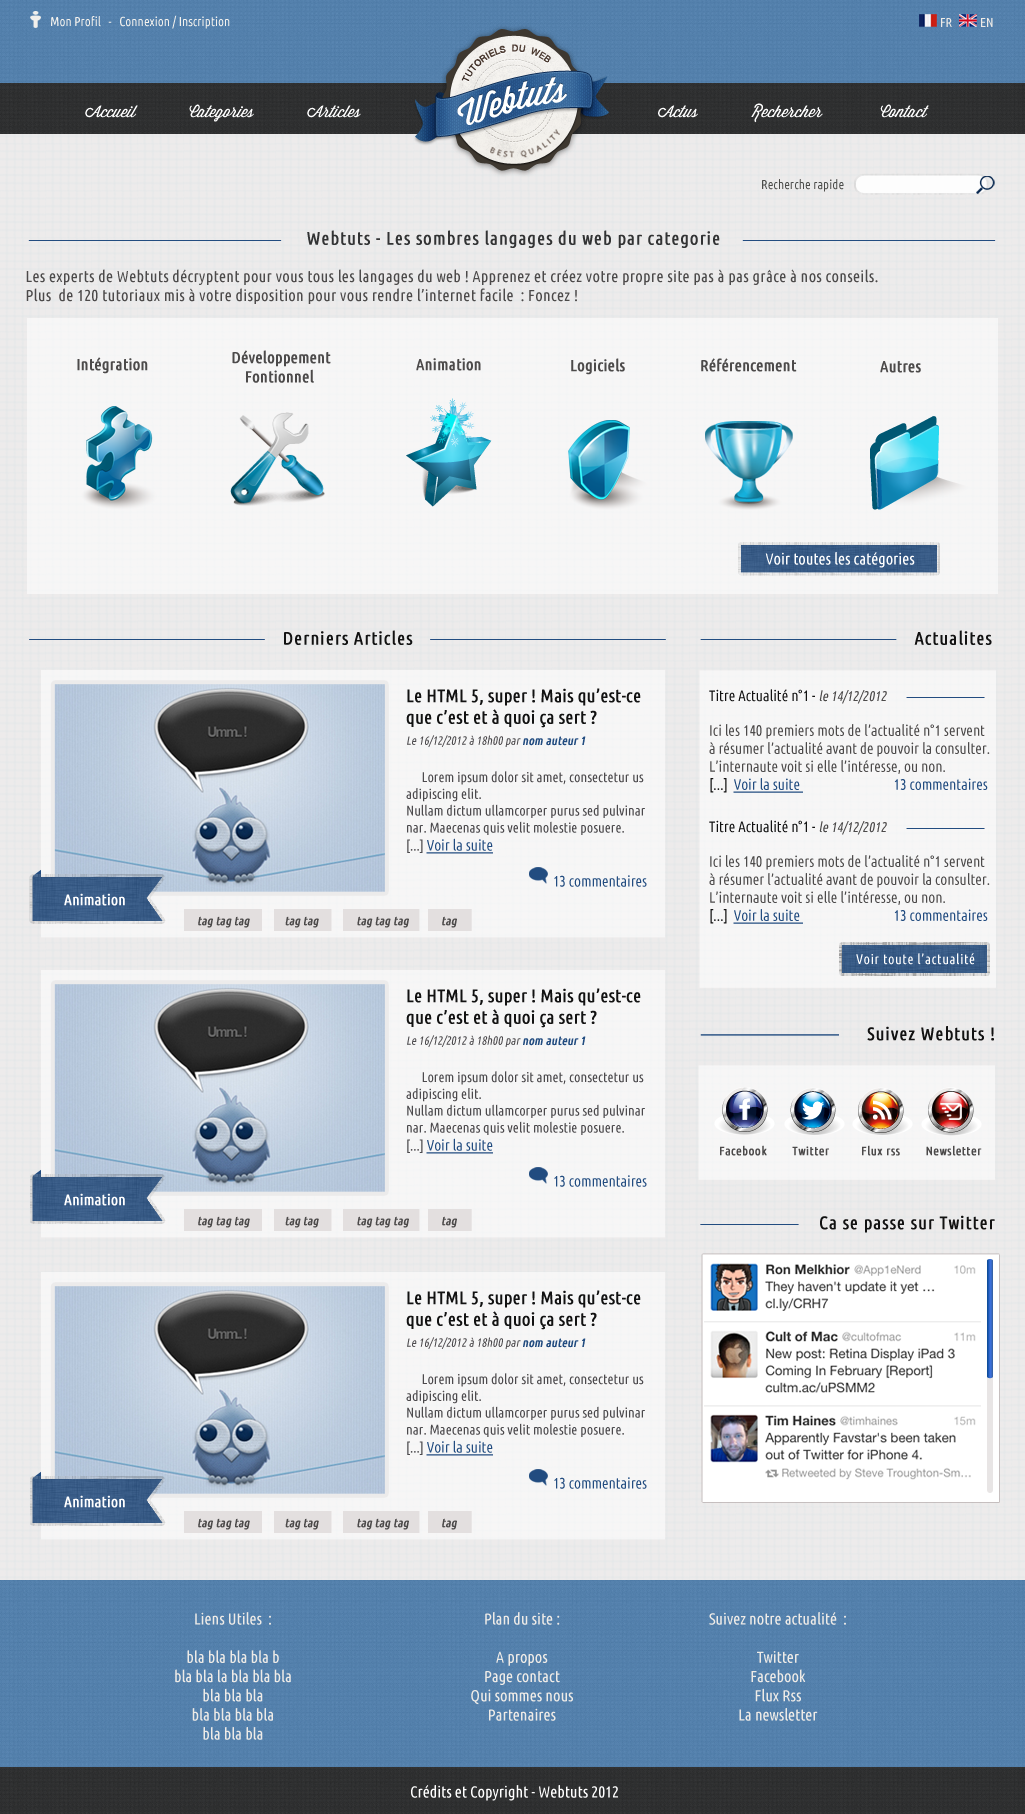 Mon Profil - Connexion / Inscription
FR EN
TUTORIELS DU WEB
Webtuts
BEST QUALITY
Accueil Categories Articles Actus Rechercher Contact
Recherche rapide
Webtuts - Les sombres langages du web par categorie
Les experts de Webtuts décryptent pour vous tous les langages du web ! Apprenez et créez votre propre site pas à pas grâce à nos conseils.
Plus de 120 tutoriaux mis à votre disposition pour vous rendre l'internet facile : Foncez !
Intégration
Développement
Fontionnel
Animation
Logiciels
Référencement
Autres
Voir toutes les catégories
Derniers Articles
Umm..!
Le HTML 5, super ! Mais qu'est-ce
que c'est et à quoi ça sert ?
Le 16/12/2012 à 18h00 par nom auteur 1
Lorem ipsum dolor sit amet, consectetur us
adipiscing elit.
Nullam dictum ullamcorper purus sed pulvinar
nar. Maecenas quis velit molestie posuere.
[...] Voir la suite
13 commentaires
Animation
tag tag tag tag tag tag tag tag tag
Umm..!
Le HTML 5, super ! Mais qu'est-ce
que c'est et à quoi ça sert ?
Le 16/12/2012 à 18h00 par nom auteur 1
Lorem ipsum dolor sit amet, consectetur us
adipiscing elit.
Nullam dictum ullamcorper purus sed pulvinar
nar. Maecenas quis velit molestie posuere.
[...] Voir la suite
13 commentaires
Animation
tag tag tag tag tag tag tag tag tag
Umm..!
Le HTML 5, super ! Mais qu'est-ce
que c'est et à quoi ça sert ?
Le 16/12/2012 à 18h00 par nom auteur 1
Lorem ipsum dolor sit amet, consectetur us
adipiscing elit.
Nullam dictum ullamcorper purus sed pulvinar
nar. Maecenas quis velit molestie posuere.
[...] Voir la suite
13 commentaires
Animation
tag tag tag tag tag tag tag tag tag
Actualites
Titre Actualité n°1 - le 14/12/2012
Ici les 140 premiers mots de l'actualité n°1 servent
à résumer l'actualité avant de pouvoir la consulter.
L'internaute voit si elle l'intéresse, ou non.
[...] Voir la suite 13 commentaires
Titre Actualité n°1 - le 14/12/2012
Ici les 140 premiers mots de l'actualité n°1 servent
à résumer l'actualité avant de pouvoir la consulter.
L'internaute voit si elle l'intéresse, ou non.
[...] Voir la suite 13 commentaires
Voir toute l'actualité
Suivez Webtuts !
Facebook Twitter Flux rss Newsletter
Ca se passe sur Twitter
Ron Melkhior @App1eNerd 10m
They haven't update it yet ...
cl.ly/CRH7
Cult of Mac @cultofmac 11m
New post: Retina Display iPad 3
Coming In February [Report]
cultm.ac/uPSMM2
Tim Haines @timhaines 15m
Apparently Favstar's been taken
out of Twitter for iPhone 4.
Retweeted by Steve Troughton-Sm...
Liens Utiles :
bla bla bla bla b
bla bla la bla bla bla
bla bla bla
bla bla bla bla
bla bla bla
Plan du site :
A propos
Page contact
Qui sommes nous
Partenaires
Suivez notre actualité :
Twitter
Facebook
Flux Rss
La newsletter
Crédits et Copyright - Webtuts 2012